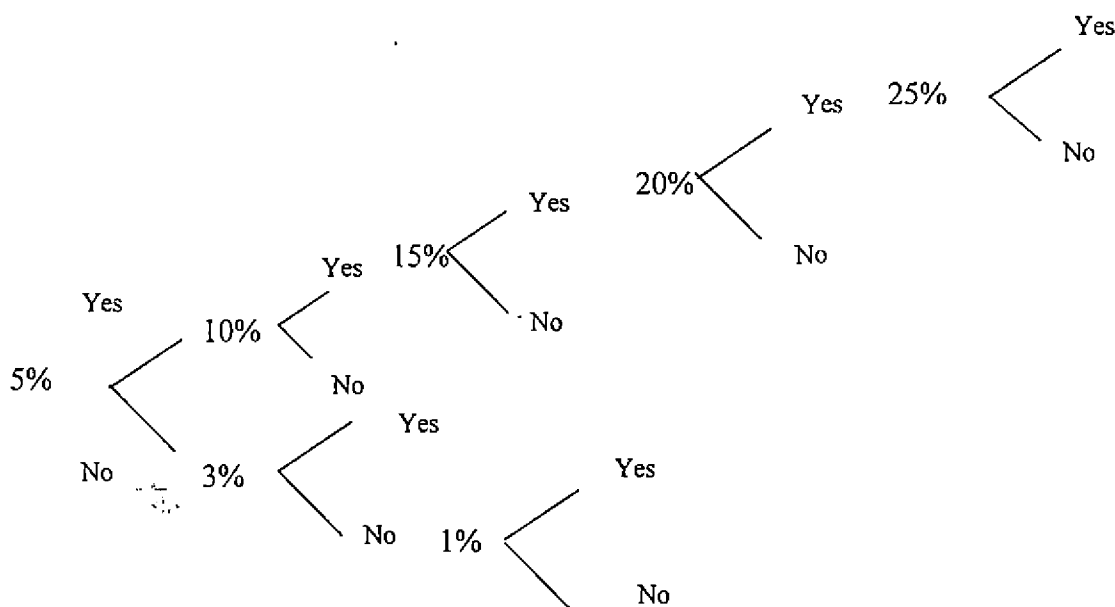 Yes
25%
Yes
No
20%
Yes
No
15%
Yes
No
Yes
10%
5%
No
Yes
No
3%
Yes
No
1%
No